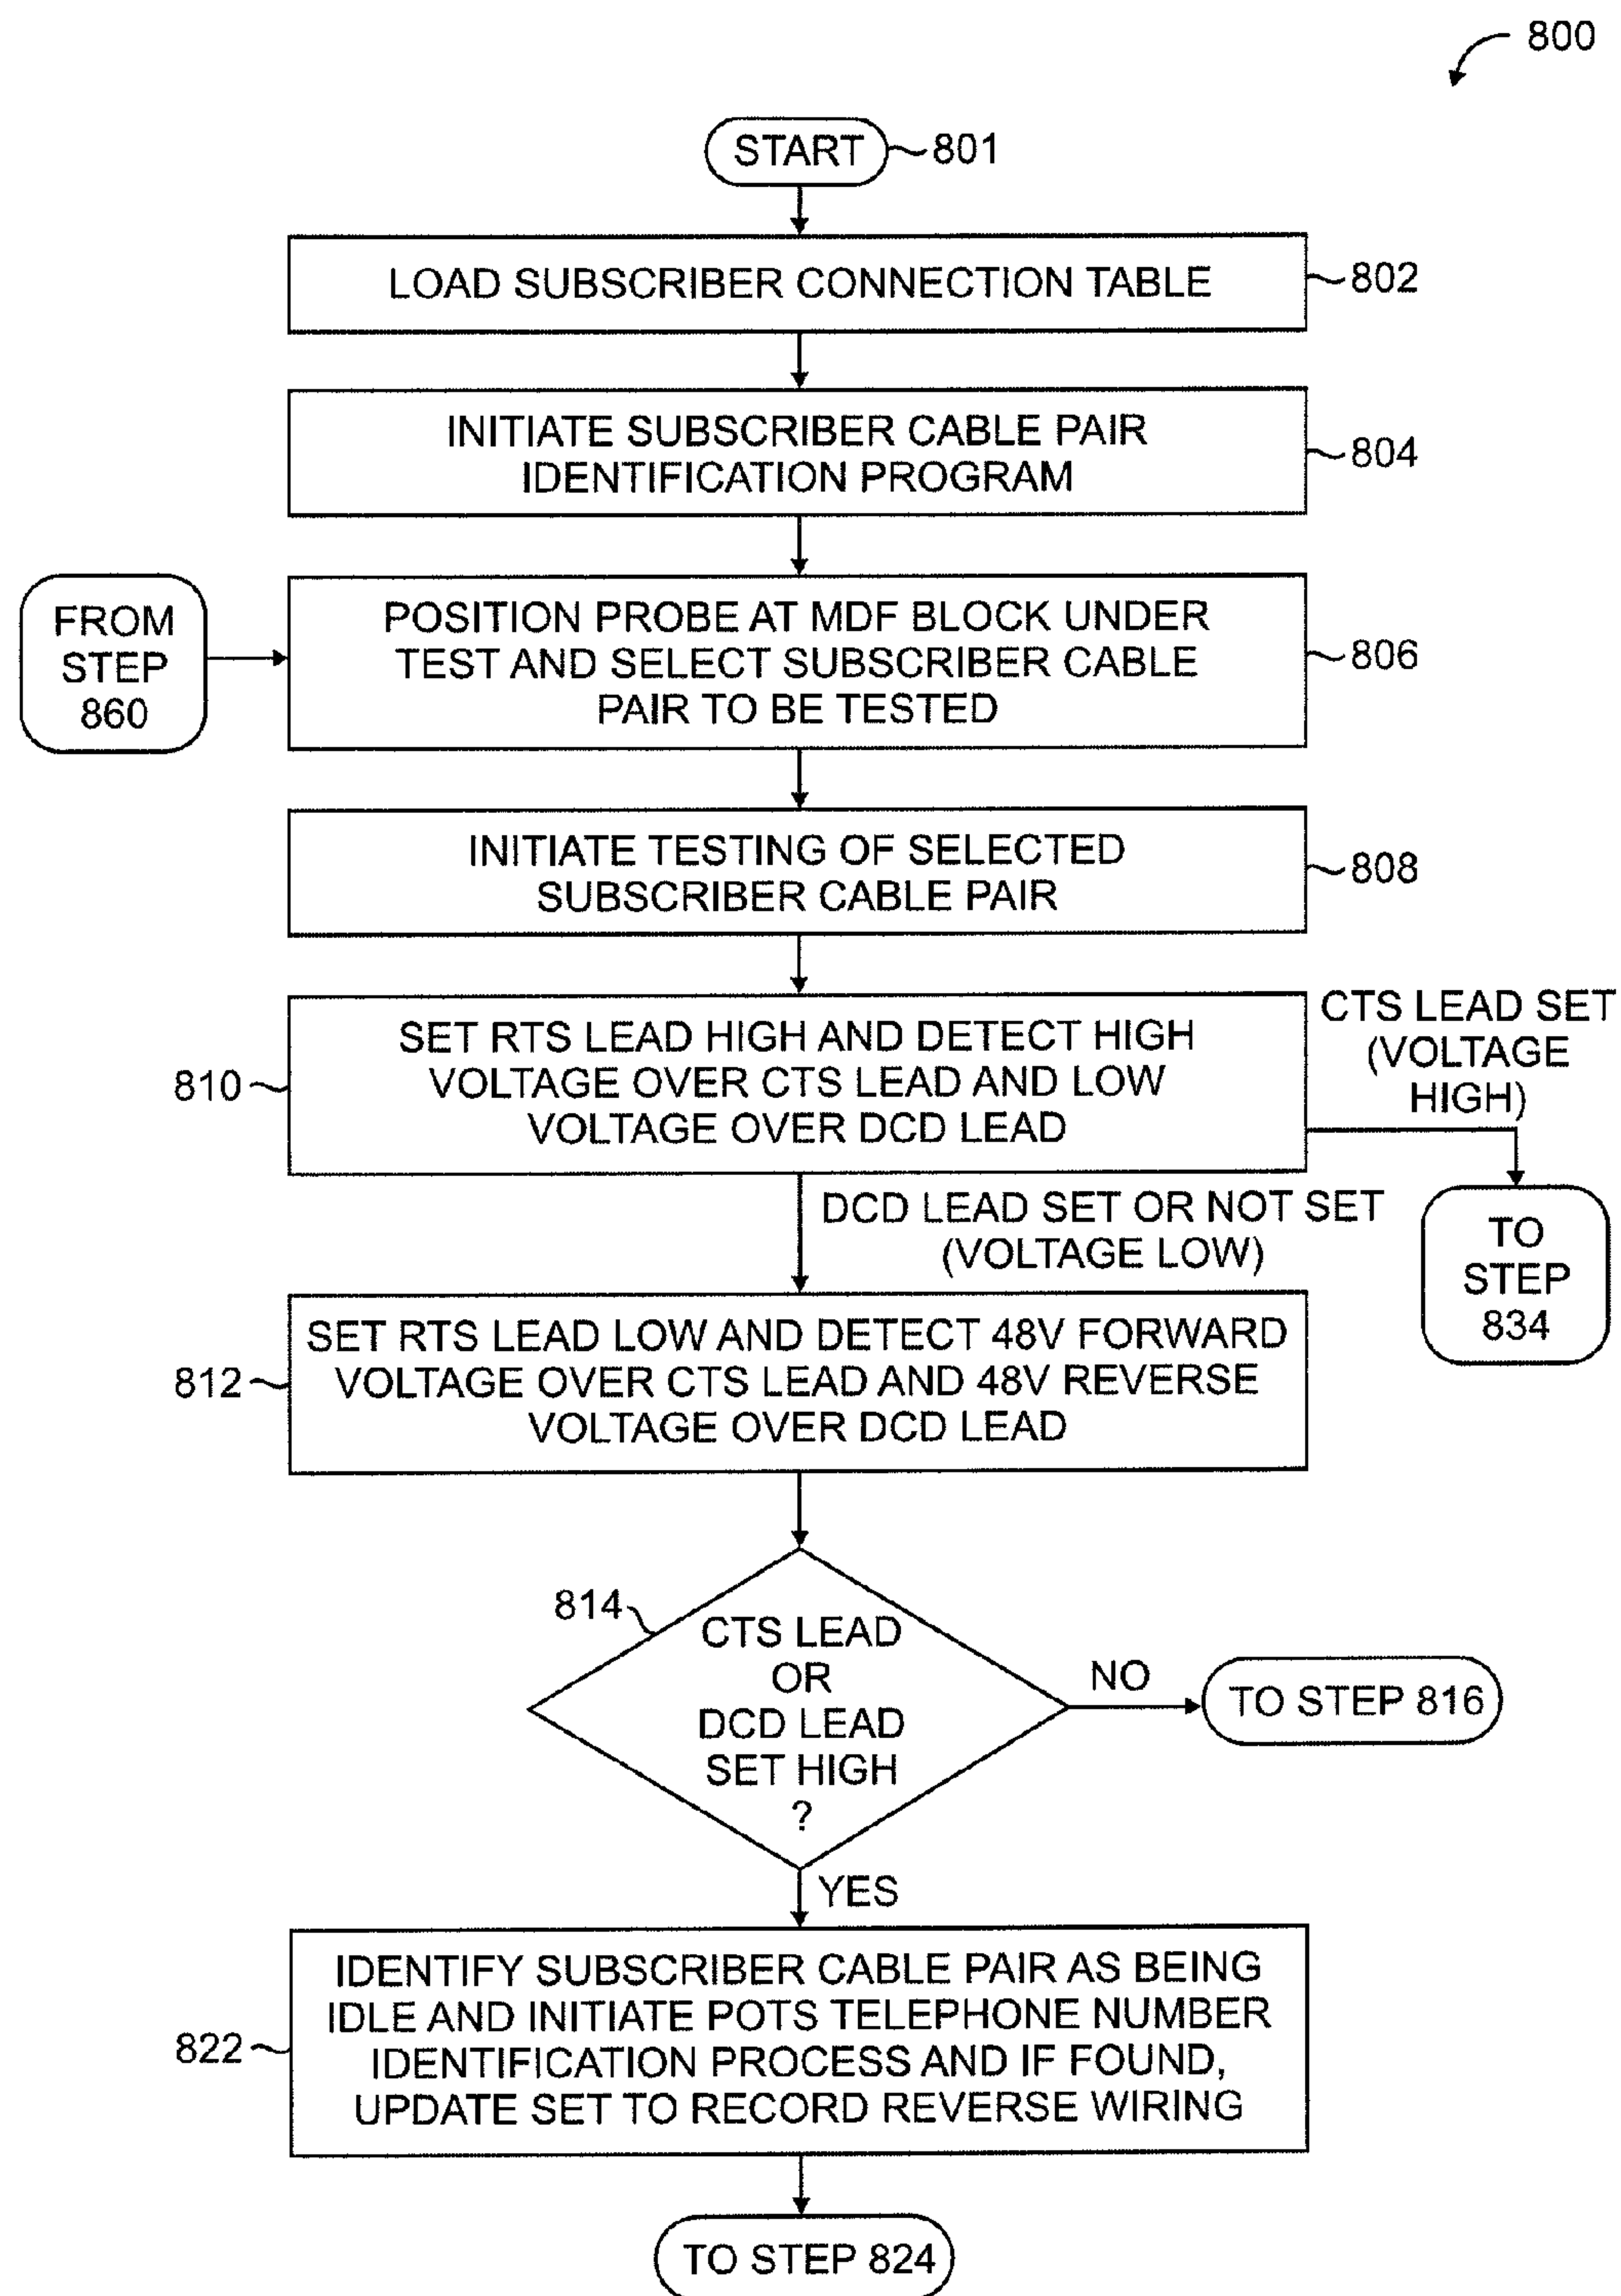 800
START
801
LOAD SUBSCRIBER CONNECTION TABLE
802
INITIATE SUBSCRIBER CABLE PAIR
IDENTIFICATION PROGRAM
804
FROM
STEP
860
POSITION PROBE AT MDF BLOCK UNDER
TEST AND SELECT SUBSCRIBER CABLE
PAIR TO BE TESTED
806
INITIATE TESTING OF SELECTED
SUBSCRIBER CABLE PAIR
808
810
SET RTS LEAD HIGH AND DETECT HIGH
VOLTAGE OVER CTS LEAD AND LOW
VOLTAGE OVER DCD LEAD
CTS LEAD SET
(VOLTAGE
HIGH)
TO
STEP
834
DCD LEAD SET OR NOT SET
(VOLTAGE LOW)
812
SET RTS LEAD LOW AND DETECT 48V FORWARD
VOLTAGE OVER CTS LEAD AND 48V REVERSE
VOLTAGE OVER DCD LEAD
814
CTS LEAD
OR
DCD LEAD
SET HIGH
?
NO
TO STEP 816
YES
822
IDENTIFY SUBSCRIBER CABLE PAIR AS BEING
IDLE AND INITIATE POTS TELEPHONE NUMBER
IDENTIFICATION PROCESS AND IF FOUND,
UPDATE SET TO RECORD REVERSE WIRING
TO STEP 824